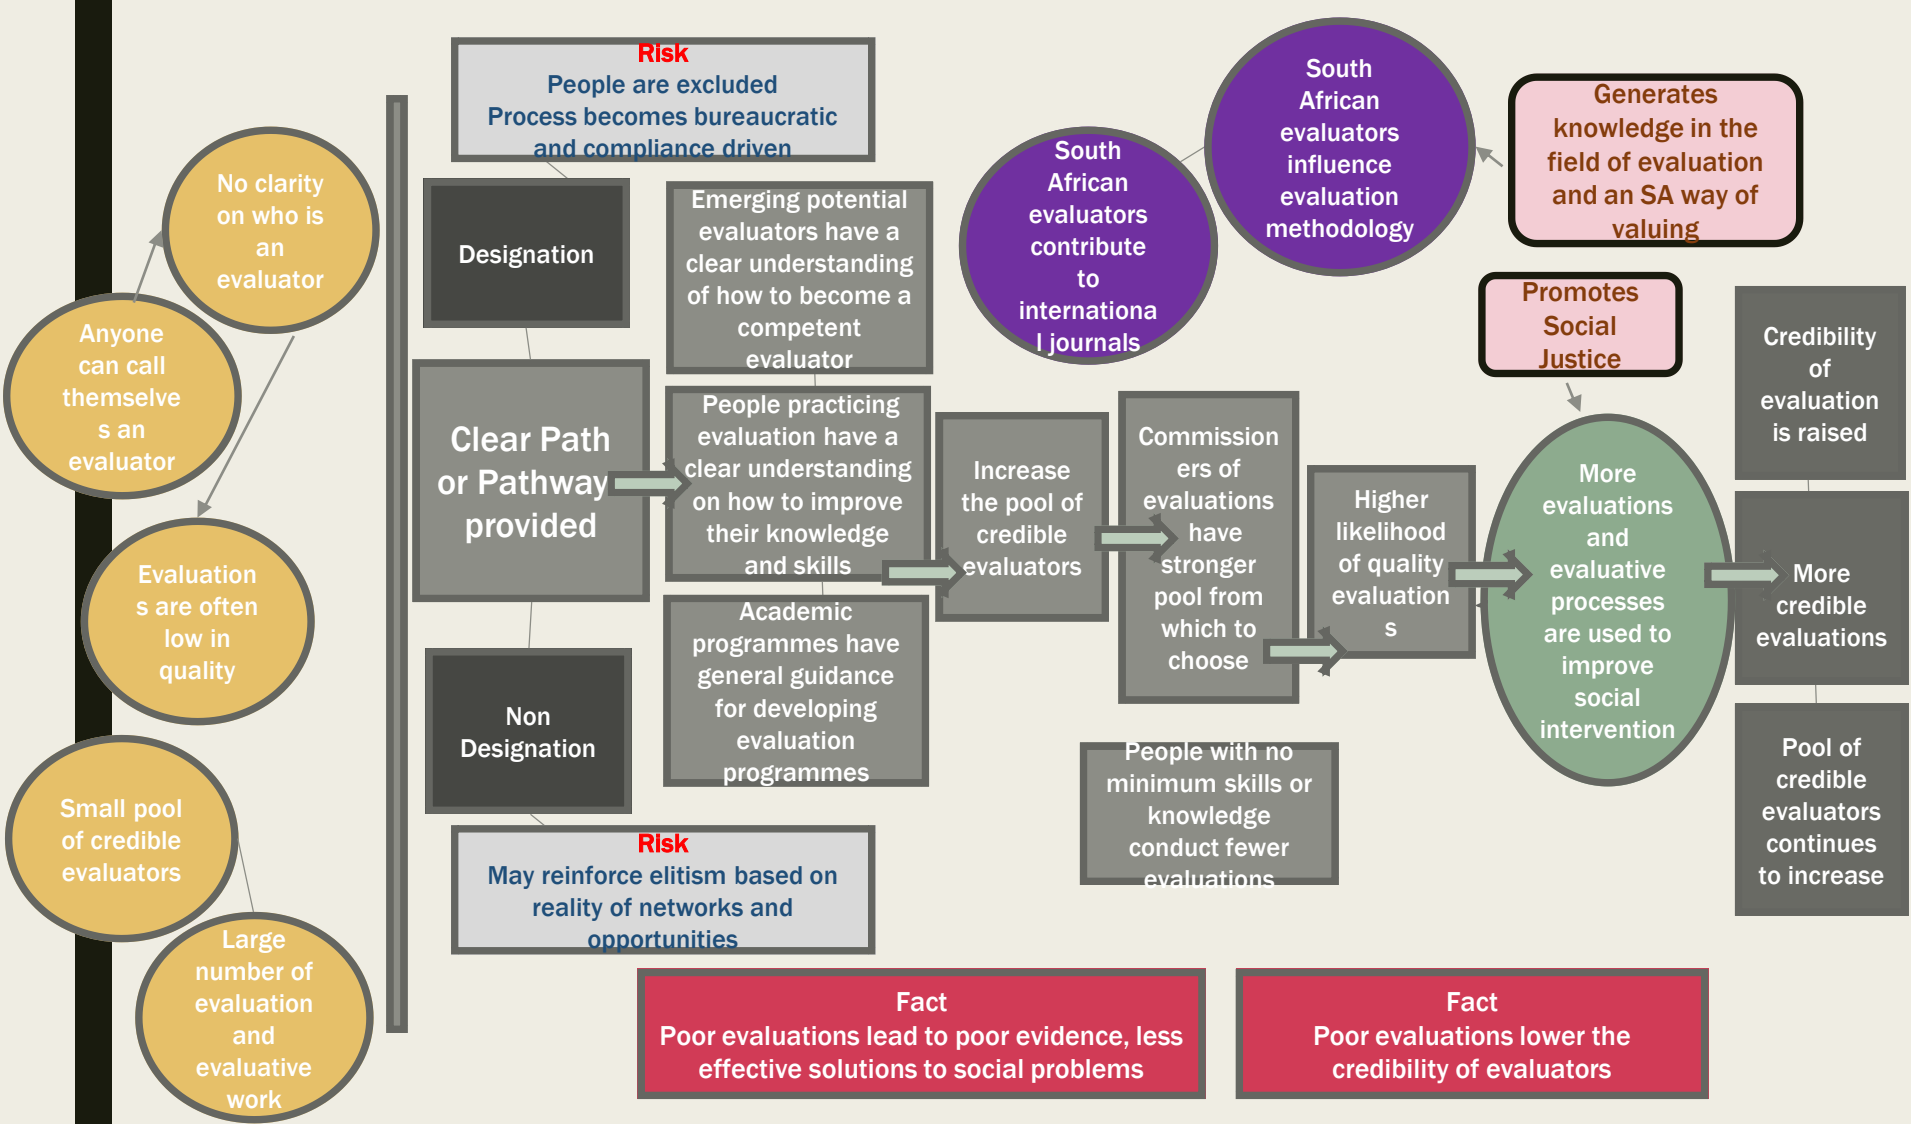 No clarity
on who is
an
evaluator
Anyone
can call
themselve
s an
evaluator
Evaluation
s are often
low in
quality
Small pool
of credible
evaluators
Large
number of
evaluation
and
evaluative
work
Risk
People are excluded
Process becomes bureaucratic
and compliance driven
Designation
Clear Path
or Pathway
provided
Non
Designation
Risk
May reinforce elitism based on
reality of networks and
opportunities
Emerging potential
evaluators have a
clear understanding
of how to become a
competent
evaluator
People practicing
evaluation have a
clear understanding
on how to improve
their knowledge
and skills
Academic
programmes have
general guidance
for developing
evaluation
programmes
Increase
the pool of
credible
evaluators
Commission
ers of
evaluations
have
stronger
pool from
which to
choose
People with no
minimum skills or
knowledge
conduct fewer
evaluations
Higher
likelihood
of quality
evaluation
s
South
African
evaluators
contribute
to
internationa
l journals
South
African
evaluators
influence
evaluation
methodology
Generates
knowledge in the
field of evaluation
and an SA way of
valuing
Promotes
Social
Justice
More
evaluations
and
evaluative
processes
are used to
improve
social
intervention
Credibility
of
evaluation
is raised
More
credible
evaluations
Pool of
credible
evaluators
continues
to increase
Fact
Poor evaluations lead to poor evidence, less
effective solutions to social problems
Fact
Poor evaluations lower the
credibility of evaluators